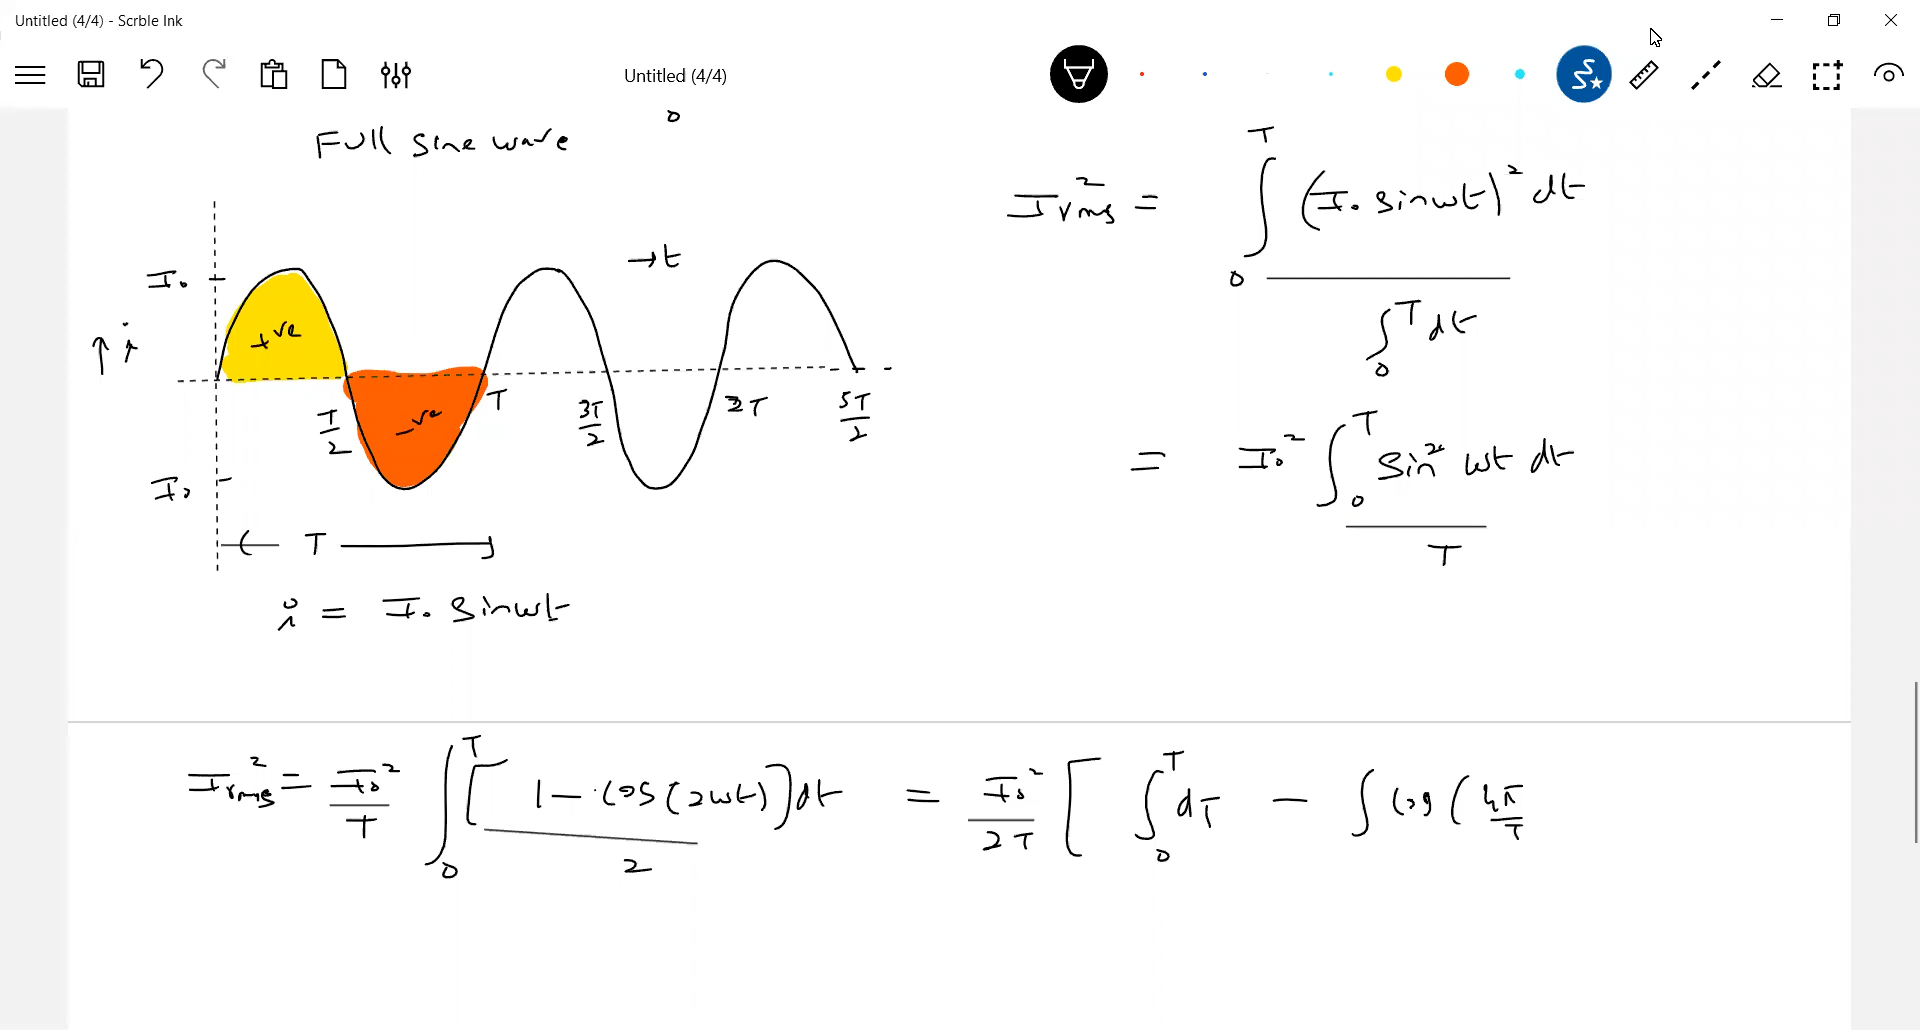 Untitled (4/4) - Scrble Ink
Untitled (4/4)
0
Full sine wave
I₀
↑ i
+ve
-ve
→t
T/2
T
3T/2
2T
5T/2
I₀
T
i = I₀ sinωt
I²rms = ∫₀ᵀ (I₀ sinωt)² dt / ∫₀ᵀ dt
= I₀² ∫₀ᵀ sin² ωt dt / T
I²rms = I₀²/T ∫₀ᵀ [1 - cos(2ωt)]/2 dt = I₀²/2T [ ∫₀ᵀ dT - ∫ cos (4π/T